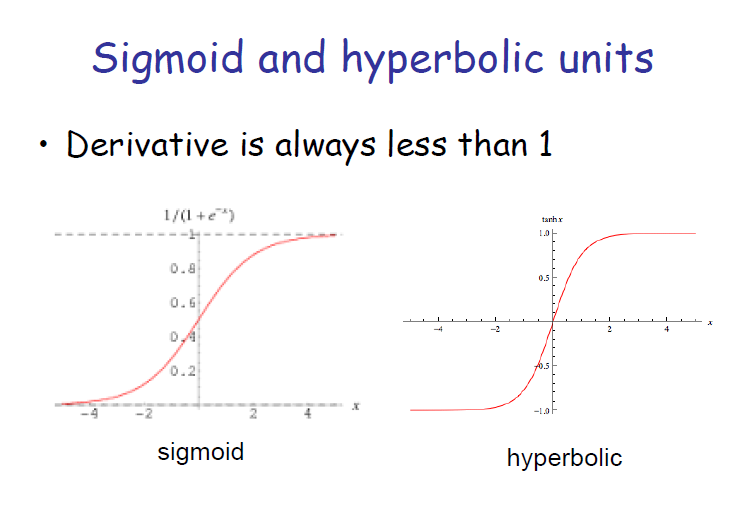 Sigmoid and hyperbolic units
• Derivative is always less than 1
1/(1 + e^-x)
1
0.8
0.6
0.4
0.2
-4 -2 2 4 x
sigmoid
tanh x
1.0
0.5
-4 -2 2 4 x
-0.5
-1.0
hyperbolic